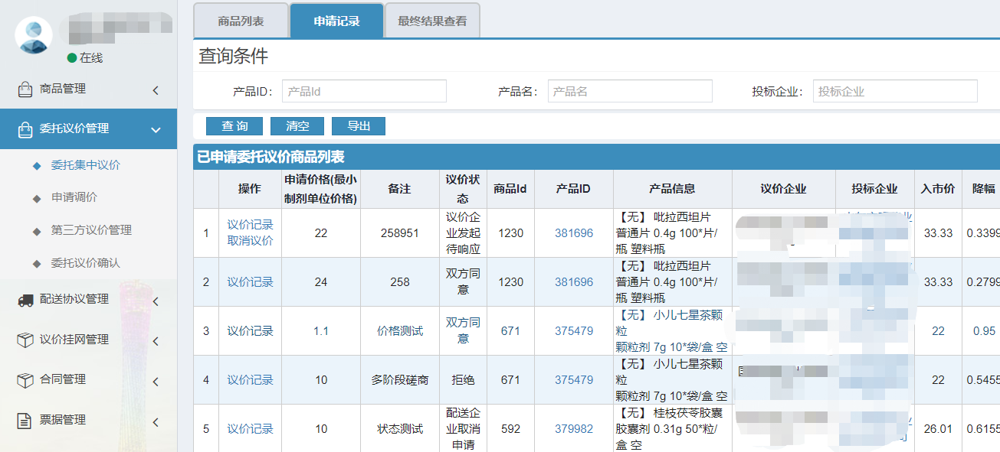 在线
商品管理
委托议价管理
委托集中议价
申请调价
第三方议价管理
委托议价确认
配送协议管理
议价挂网管理
合同管理
票据管理
商品列表 申请记录 最终结果查看
查询条件
产品ID： 产品Id 产品名： 产品名 投标企业： 投标企业
查 询 清空 导出
已申请委托议价商品列表
操作 申请价格(最小制剂单位价格) 备注 议价状态 商品Id 产品ID 产品信息 议价企业 投标企业 入市价 降幅
1 议价记录 取消议价 22 258951 议价企业发起待响应 1230 381696 【无】 吡拉西坦片 普通片 0.4g 100*片/瓶 塑料瓶 33.33 0.3399
2 议价记录 24 258 双方同意 1230 381696 【无】 吡拉西坦片 普通片 0.4g 100*片/瓶 塑料瓶 33.33 0.2799
3 议价记录 1.1 价格测试 双方同意 671 375479 【无】 小儿七星茶颗粒 颗粒剂 7g 10*袋/盒 空 22 0.95
4 议价记录 10 多阶段磋商 拒绝 671 375479 【无】 小儿七星茶颗粒 颗粒剂 7g 10*袋/盒 空 22 0.5455
5 议价记录 10 状态测试 配送企业取消申请 592 379982 【无】 桂枝茯苓胶囊 胶囊剂 0.31g 50*粒/盒 空 26.01 0.6155